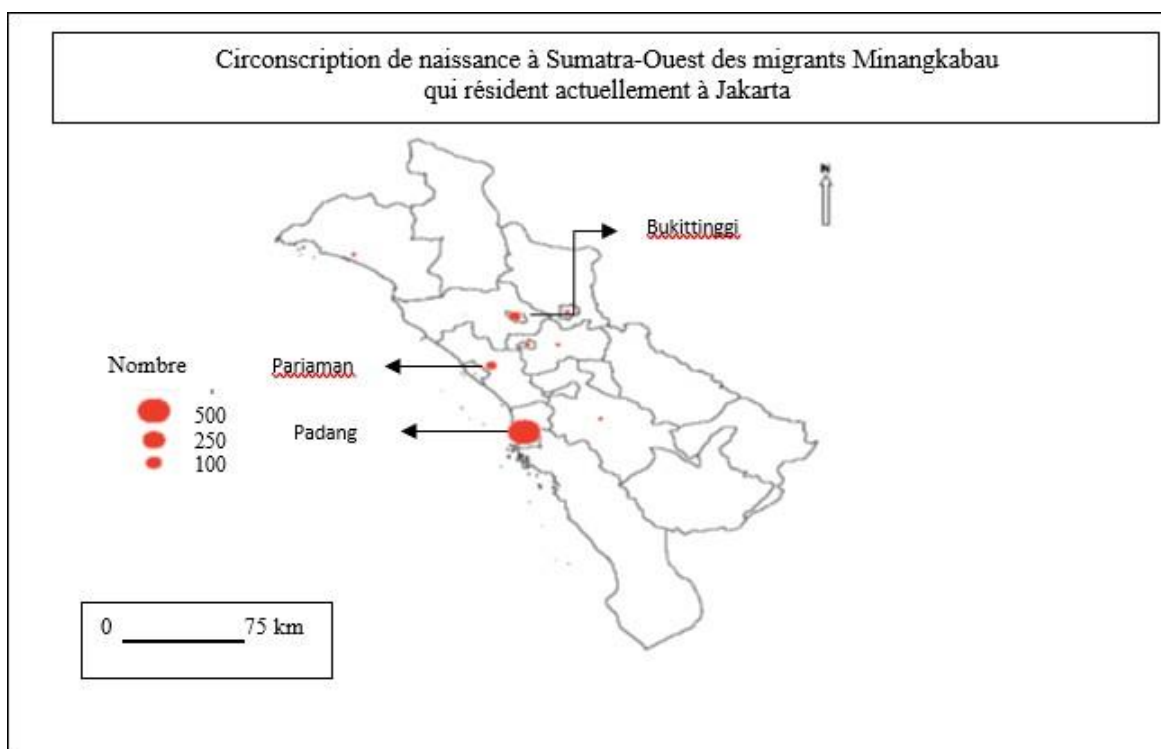 Circonscription de naissance à Sumatra-Ouest des migrants Minangkabau
qui résident actuellement à Jakarta
N
Bukittinggi
Nombre
Pariaman
500
Padang
250
100
0 75 km